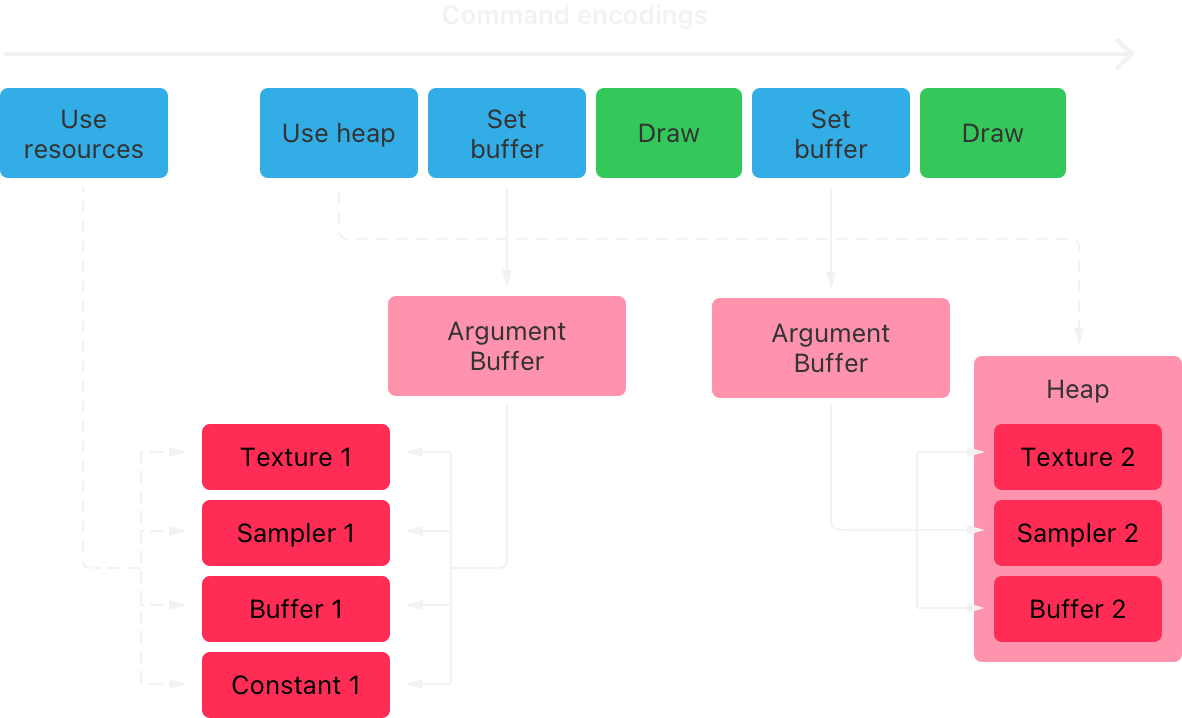 Command encodings
Use
resources
Use heap
Set
buffer
Draw
Set
buffer
Draw
Argument
Buffer
Argument
Buffer
Heap
Texture 1
Sampler 1
Buffer 1
Constant 1
Texture 2
Sampler 2
Buffer 2